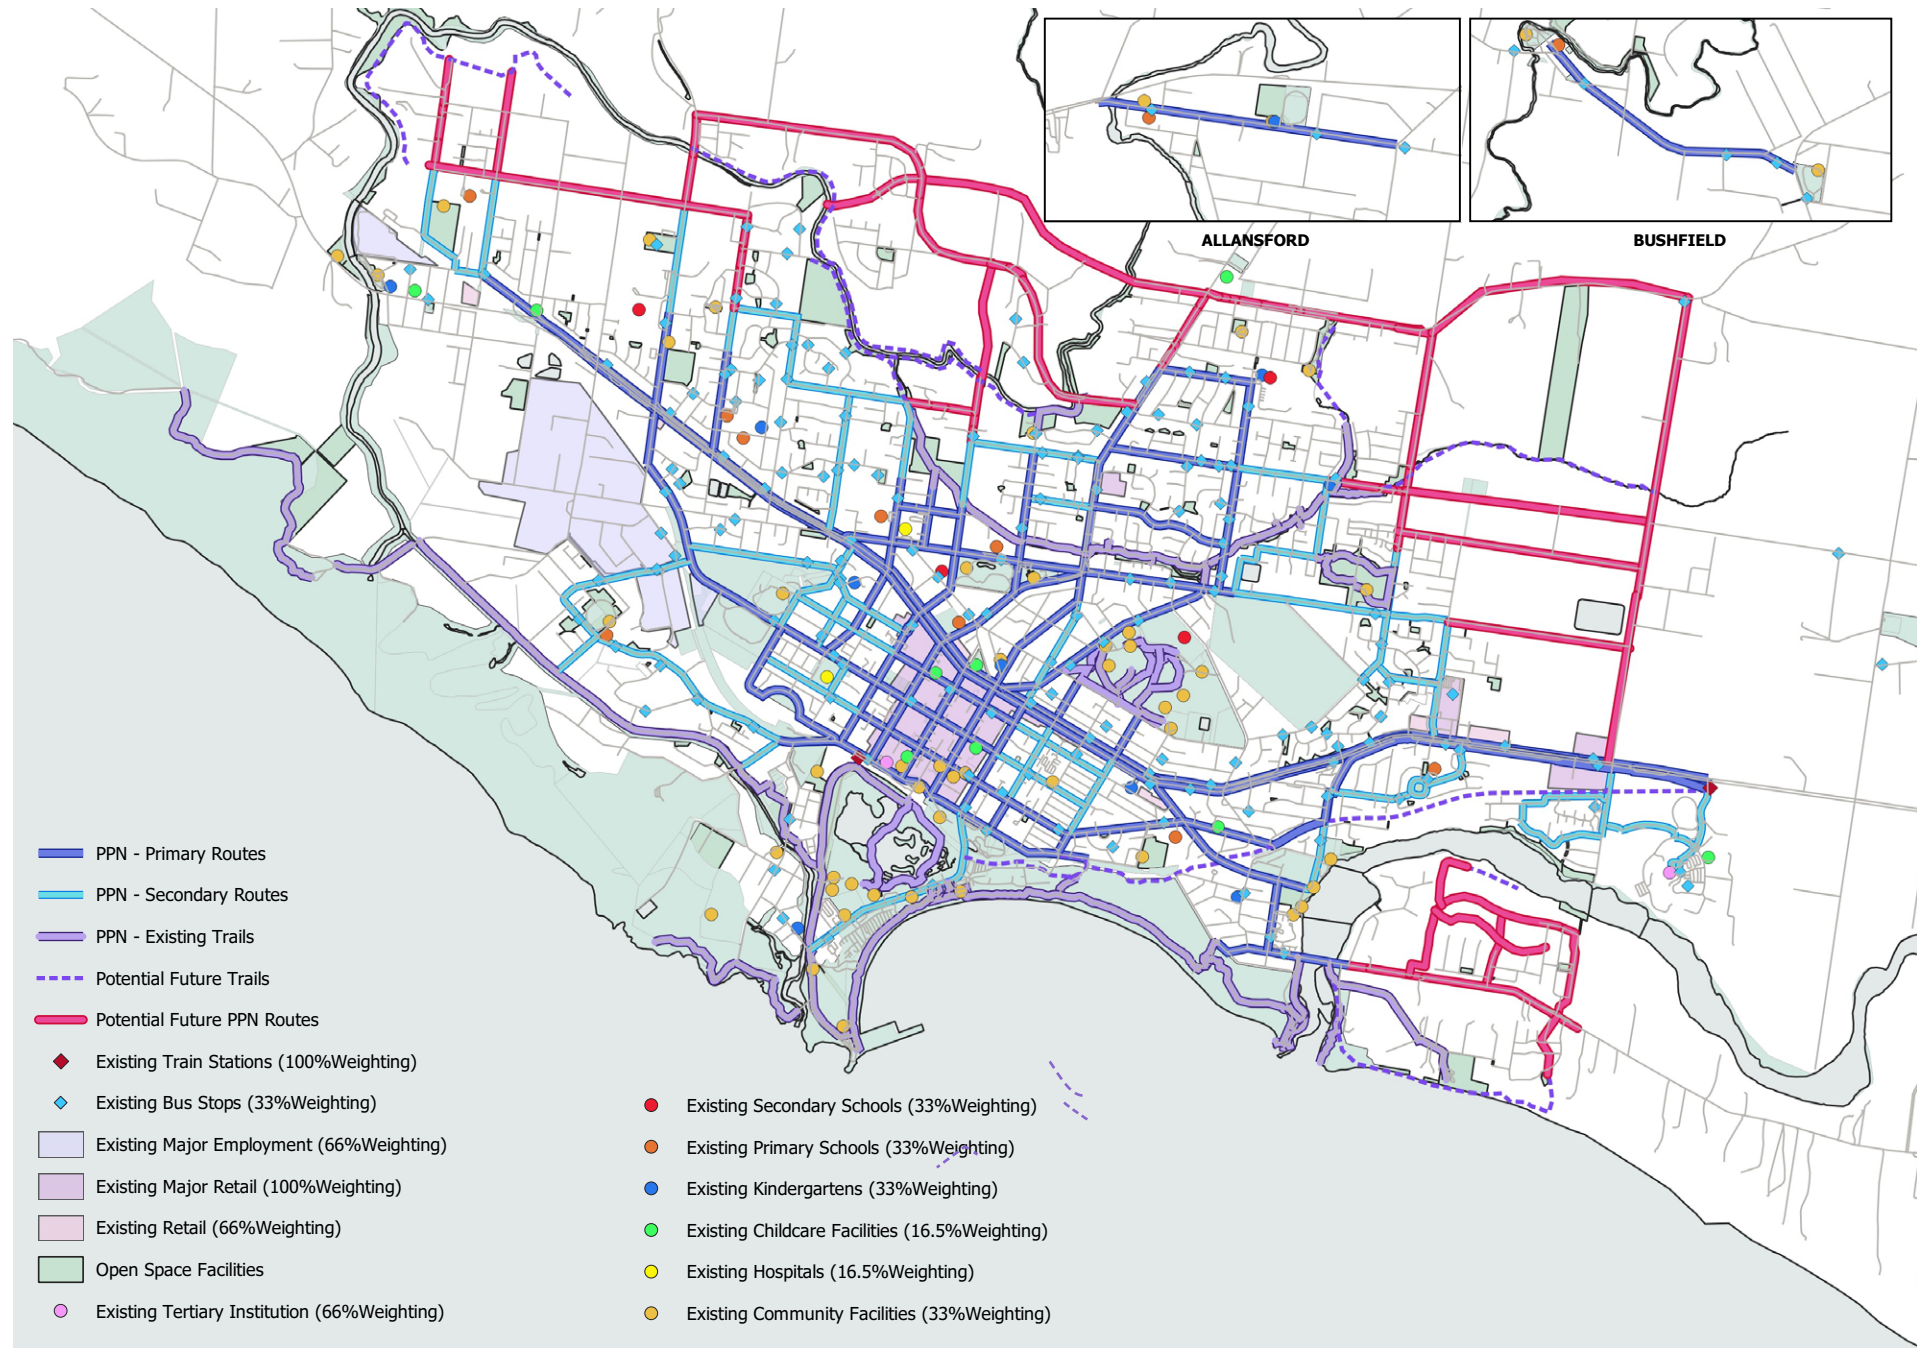 ALLANSFORD
BUSHFIELD
PPN - Primary Routes
PPN - Secondary Routes
PPN - Existing Trails
Potential Future Trails
Potential Future PPN Routes
Existing Train Stations (100%Weighting)
Existing Bus Stops (33%Weighting)
Existing Major Employment (66%Weighting)
Existing Major Retail (100%Weighting)
Existing Retail (66%Weighting)
Open Space Facilities
Existing Tertiary Institution (66%Weighting)
Existing Secondary Schools (33%Weighting)
Existing Primary Schools (33%Weighting)
Existing Kindergartens (33%Weighting)
Existing Childcare Facilities (16.5%Weighting)
Existing Hospitals (16.5%Weighting)
Existing Community Facilities (33%Weighting)